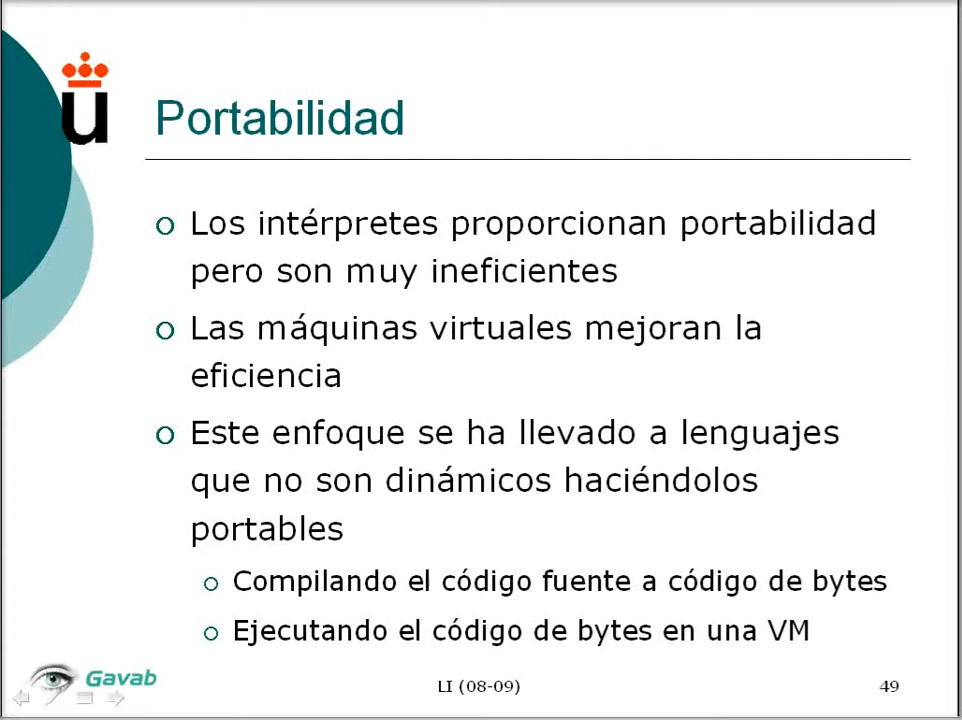 u
Portabilidad
o Los intérpretes proporcionan portabilidad
pero son muy ineficientes
o Las máquinas virtuales mejoran la
eficiencia
o Este enfoque se ha llevado a lenguajes
que no son dinámicos haciéndolos
portables
o Compilando el código fuente a código de bytes
o Ejecutando el código de bytes en una VM
Gavab
LI (08-09)
49